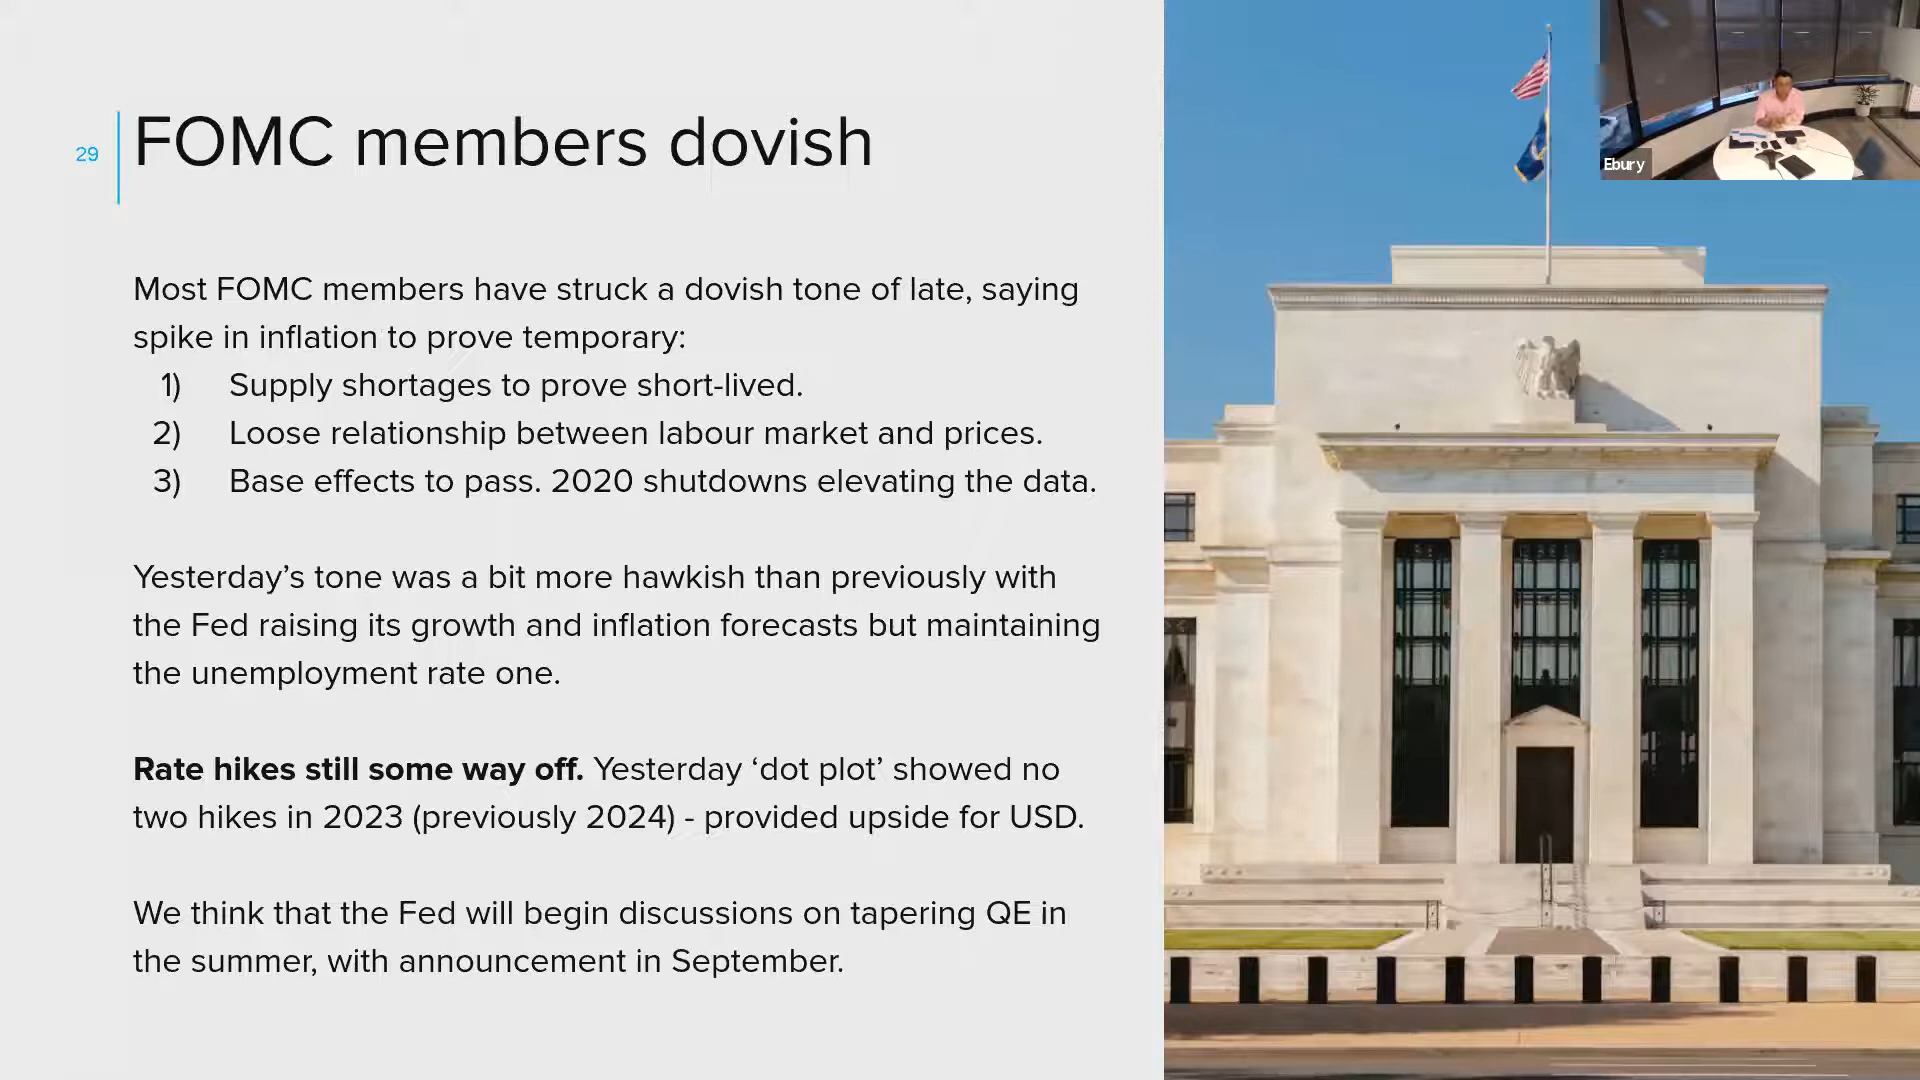 29
FOMC members dovish
Ebury
Most FOMC members have struck a dovish tone of late, saying
spike in inflation to prove temporary:
1) Supply shortages to prove short-lived.
2) Loose relationship between labour market and prices.
3) Base effects to pass. 2020 shutdowns elevating the data.
Yesterday’s tone was a bit more hawkish than previously with
the Fed raising its growth and inflation forecasts but maintaining
the unemployment rate one.
Rate hikes still some way off. Yesterday ‘dot plot’ showed no
two hikes in 2023 (previously 2024) - provided upside for USD.
We think that the Fed will begin discussions on tapering QE in
the summer, with announcement in September.